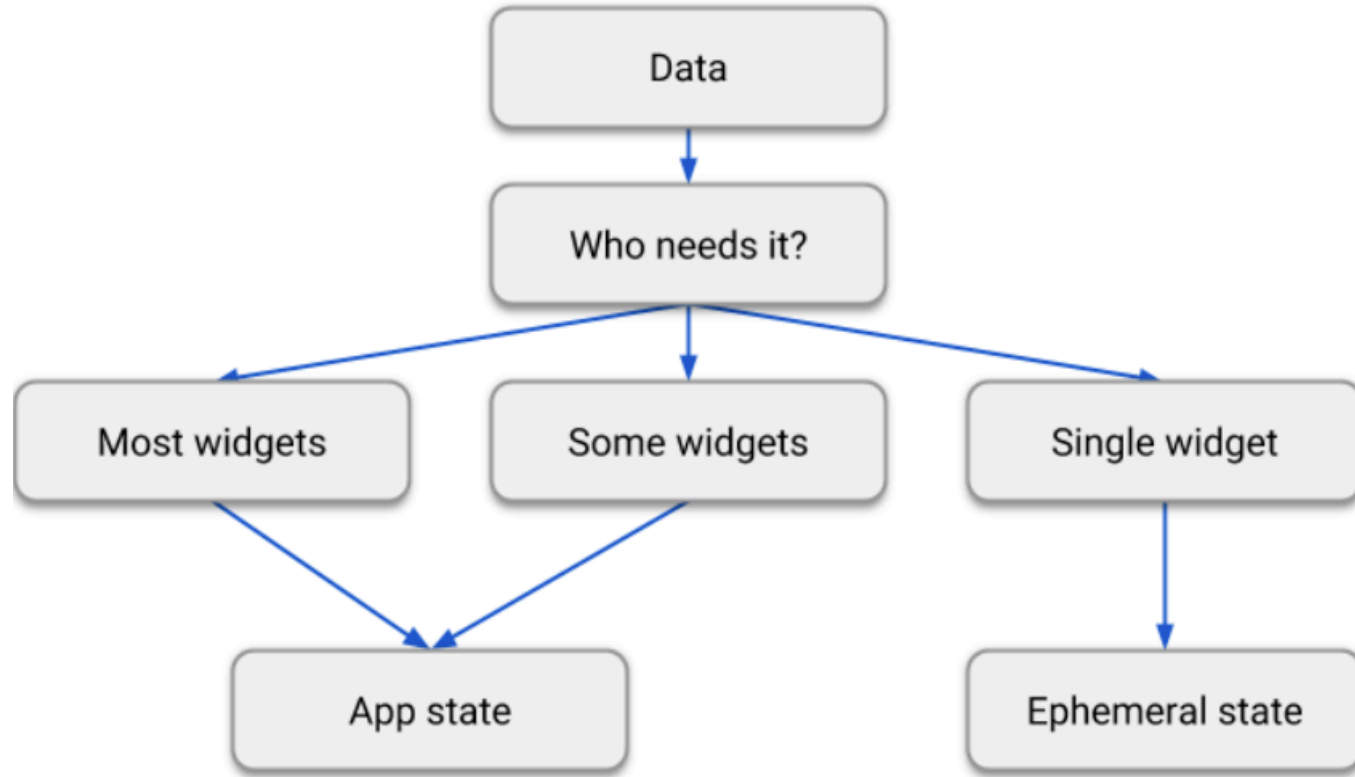 Data
Who needs it?
Most widgets
Some widgets
Single widget
App state
Ephemeral state